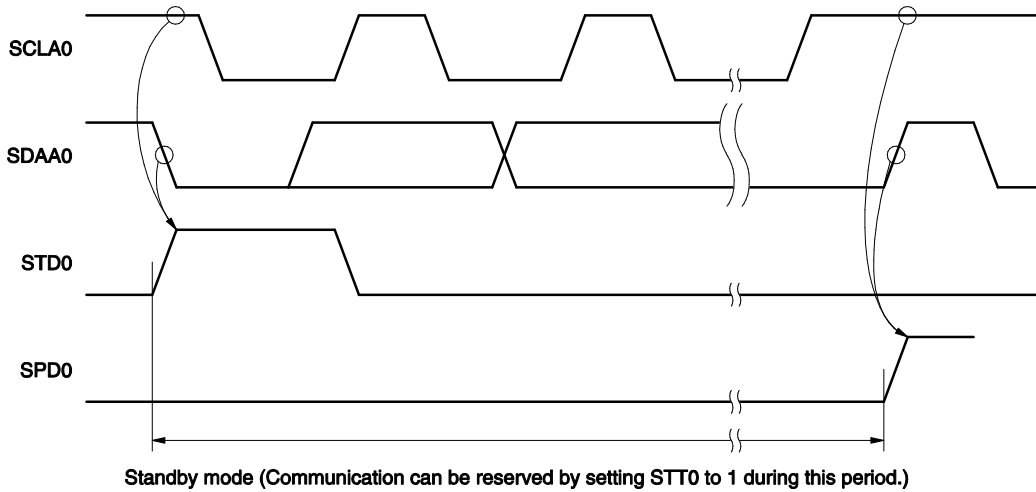 SCLA0
SDAA0
STD0
SPD0
Standby mode (Communication can be reserved by setting STT0 to 1 during this period.)